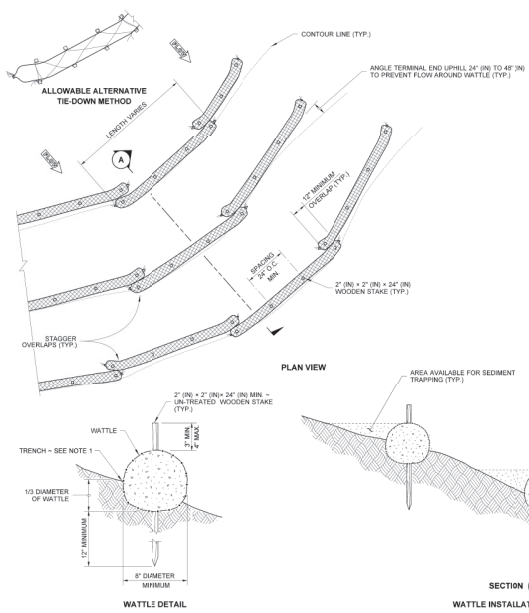 FLOW
CONTOUR LINE (TYP.)
ANGLE TERMINAL END UPHILL 24" (IN) TO 48" (IN)
TO PREVENT FLOW AROUND WATTLE (TYP.)
ALLOWABLE ALTERNATIVE
TIE-DOWN METHOD
LENGTH VARIES
FLOW
A
12" MINIMUM
OVERLAP (TYP.)
SPACING
24" O.C.
MIN.
2" (IN) × 2" (IN) × 24" (IN)
WOODEN STAKE (TYP.)
STAGGER
OVERLAPS (TYP.)
PLAN VIEW
2" (IN) × 2" (IN)× 24" (IN) MIN. ~
UN-TREATED WOODEN STAKE
(TYP.)
AREA AVAILABLE FOR SEDIMENT
TRAPPING (TYP.)
WATTLE
3" MIN.
4" MAX.
TRENCH ~ SEE NOTE 1
1/3 DIAMETER
OF WATTLE
12" MINIMUM
8" DIAMETER
MINIMUM
WATTLE DETAIL
SECTION
WATTLE INSTALLAT